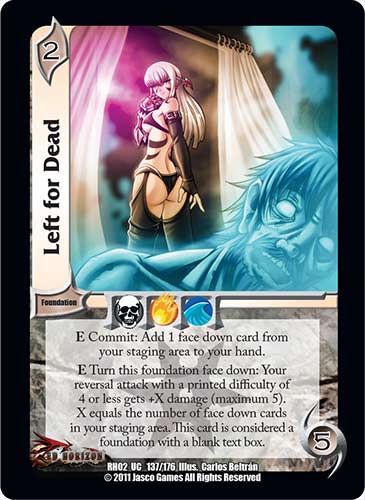 2
Left for Dead
Foundation
E Commit: Add 1 face down card from
your staging area to your hand.
E Turn this foundation face down: Your
reversal attack with a printed difficulty of
4 or less gets +X damage (maximum 5).
X equals the number of face down cards
in your staging area. This card is considered a
foundation with a blank text box.
5
RED HORIZON
RH02 UC 137/176 Illus. Carlos Beltrán
© 2011 Jasco Games All Rights Reserved